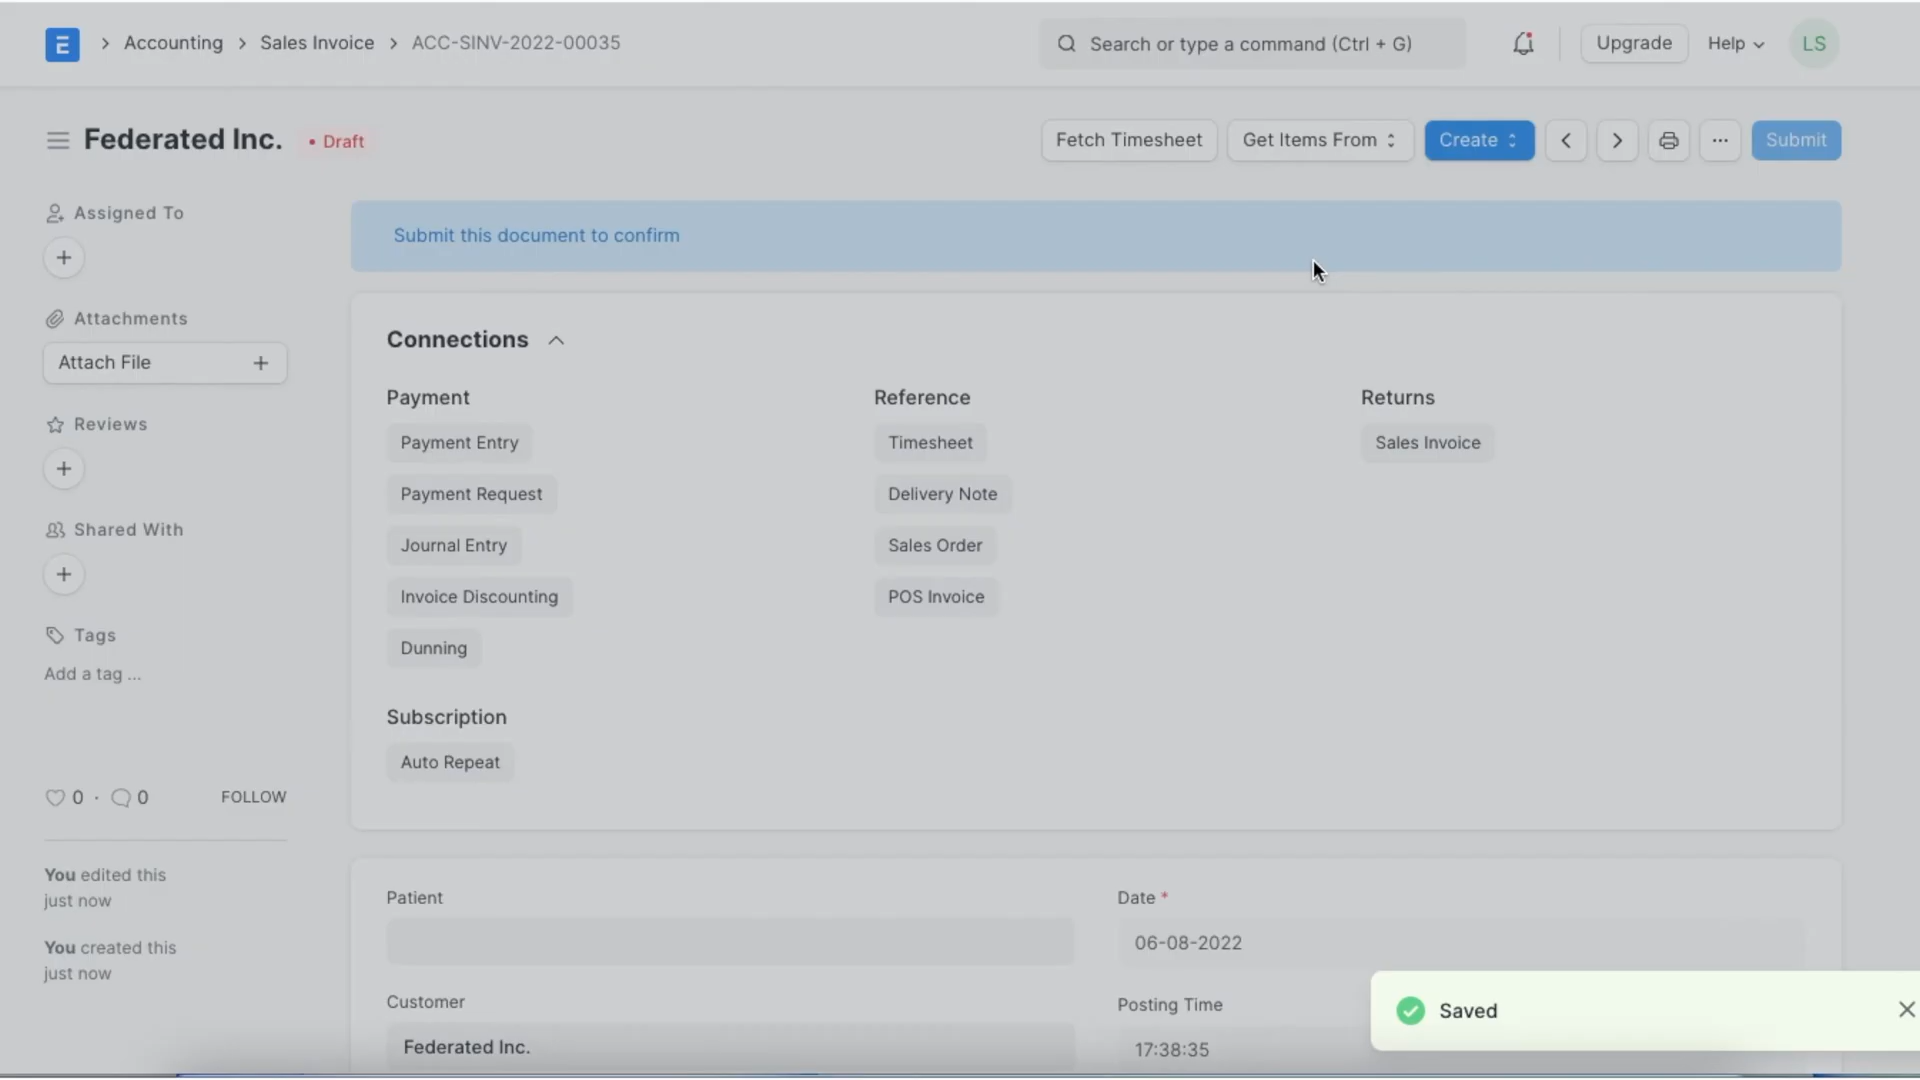 E
Accounting
Sales Invoice
ACC-SINV-2022-00035
Search or type a command (Ctrl + G)
Upgrade
Help
LS
Federated Inc.
• Draft
Fetch Timesheet
Get Items From
Create
...
Submit
Assigned To
+
Attachments
Attach File +
Reviews
+
Shared With
+
Tags
Add a tag ...
0 · 0
FOLLOW
You edited this
just now
You created this
just now
Submit this document to confirm
Connections
Payment
Payment Entry
Payment Request
Journal Entry
Invoice Discounting
Dunning
Reference
Timesheet
Delivery Note
Sales Order
POS Invoice
Returns
Sales Invoice
Subscription
Auto Repeat
Patient
Date *
06-08-2022
Customer
Federated Inc.
Posting Time
17:38:35
Saved